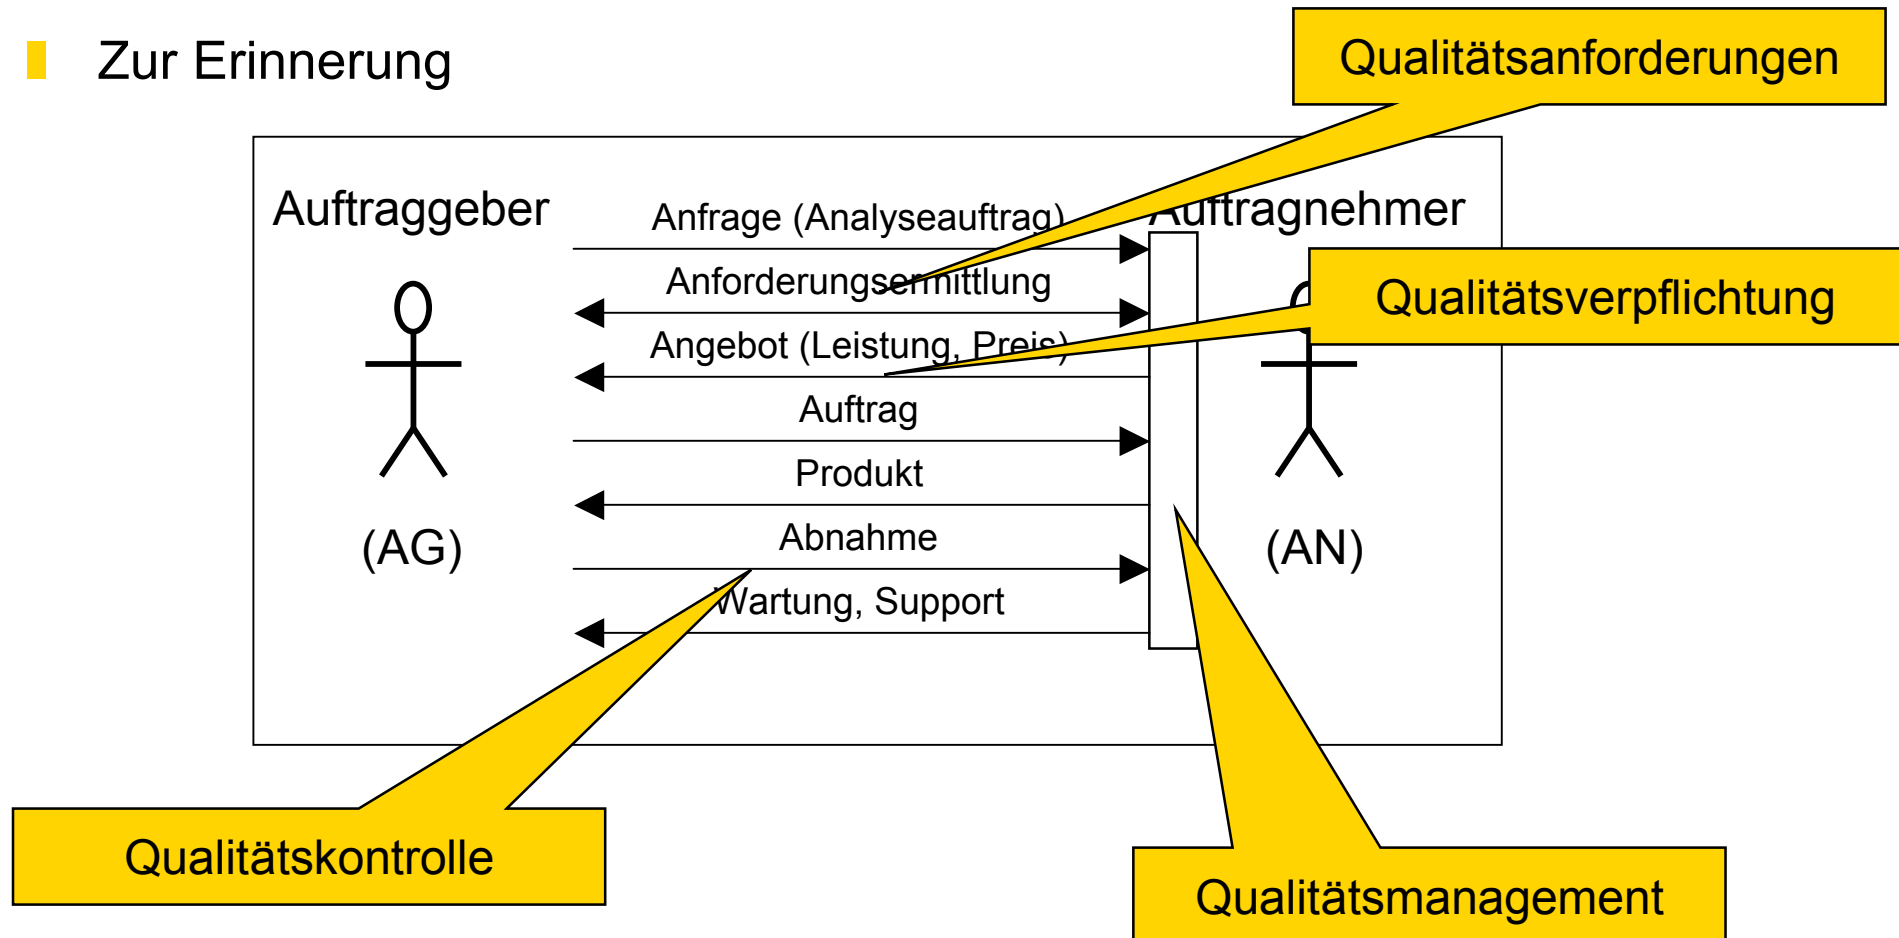 Zur Erinnerung
Qualitätsanforderungen
Auftraggeber
Anfrage (Analyseauftrag)
Auftragnehmer
Anforderungsermittlung
Qualitätsverpflichtung
Angebot (Leistung, Preis)
Auftrag
Produkt
(AG)
Abnahme
(AN)
Wartung, Support
Qualitätskontrolle
Qualitätsmanagement